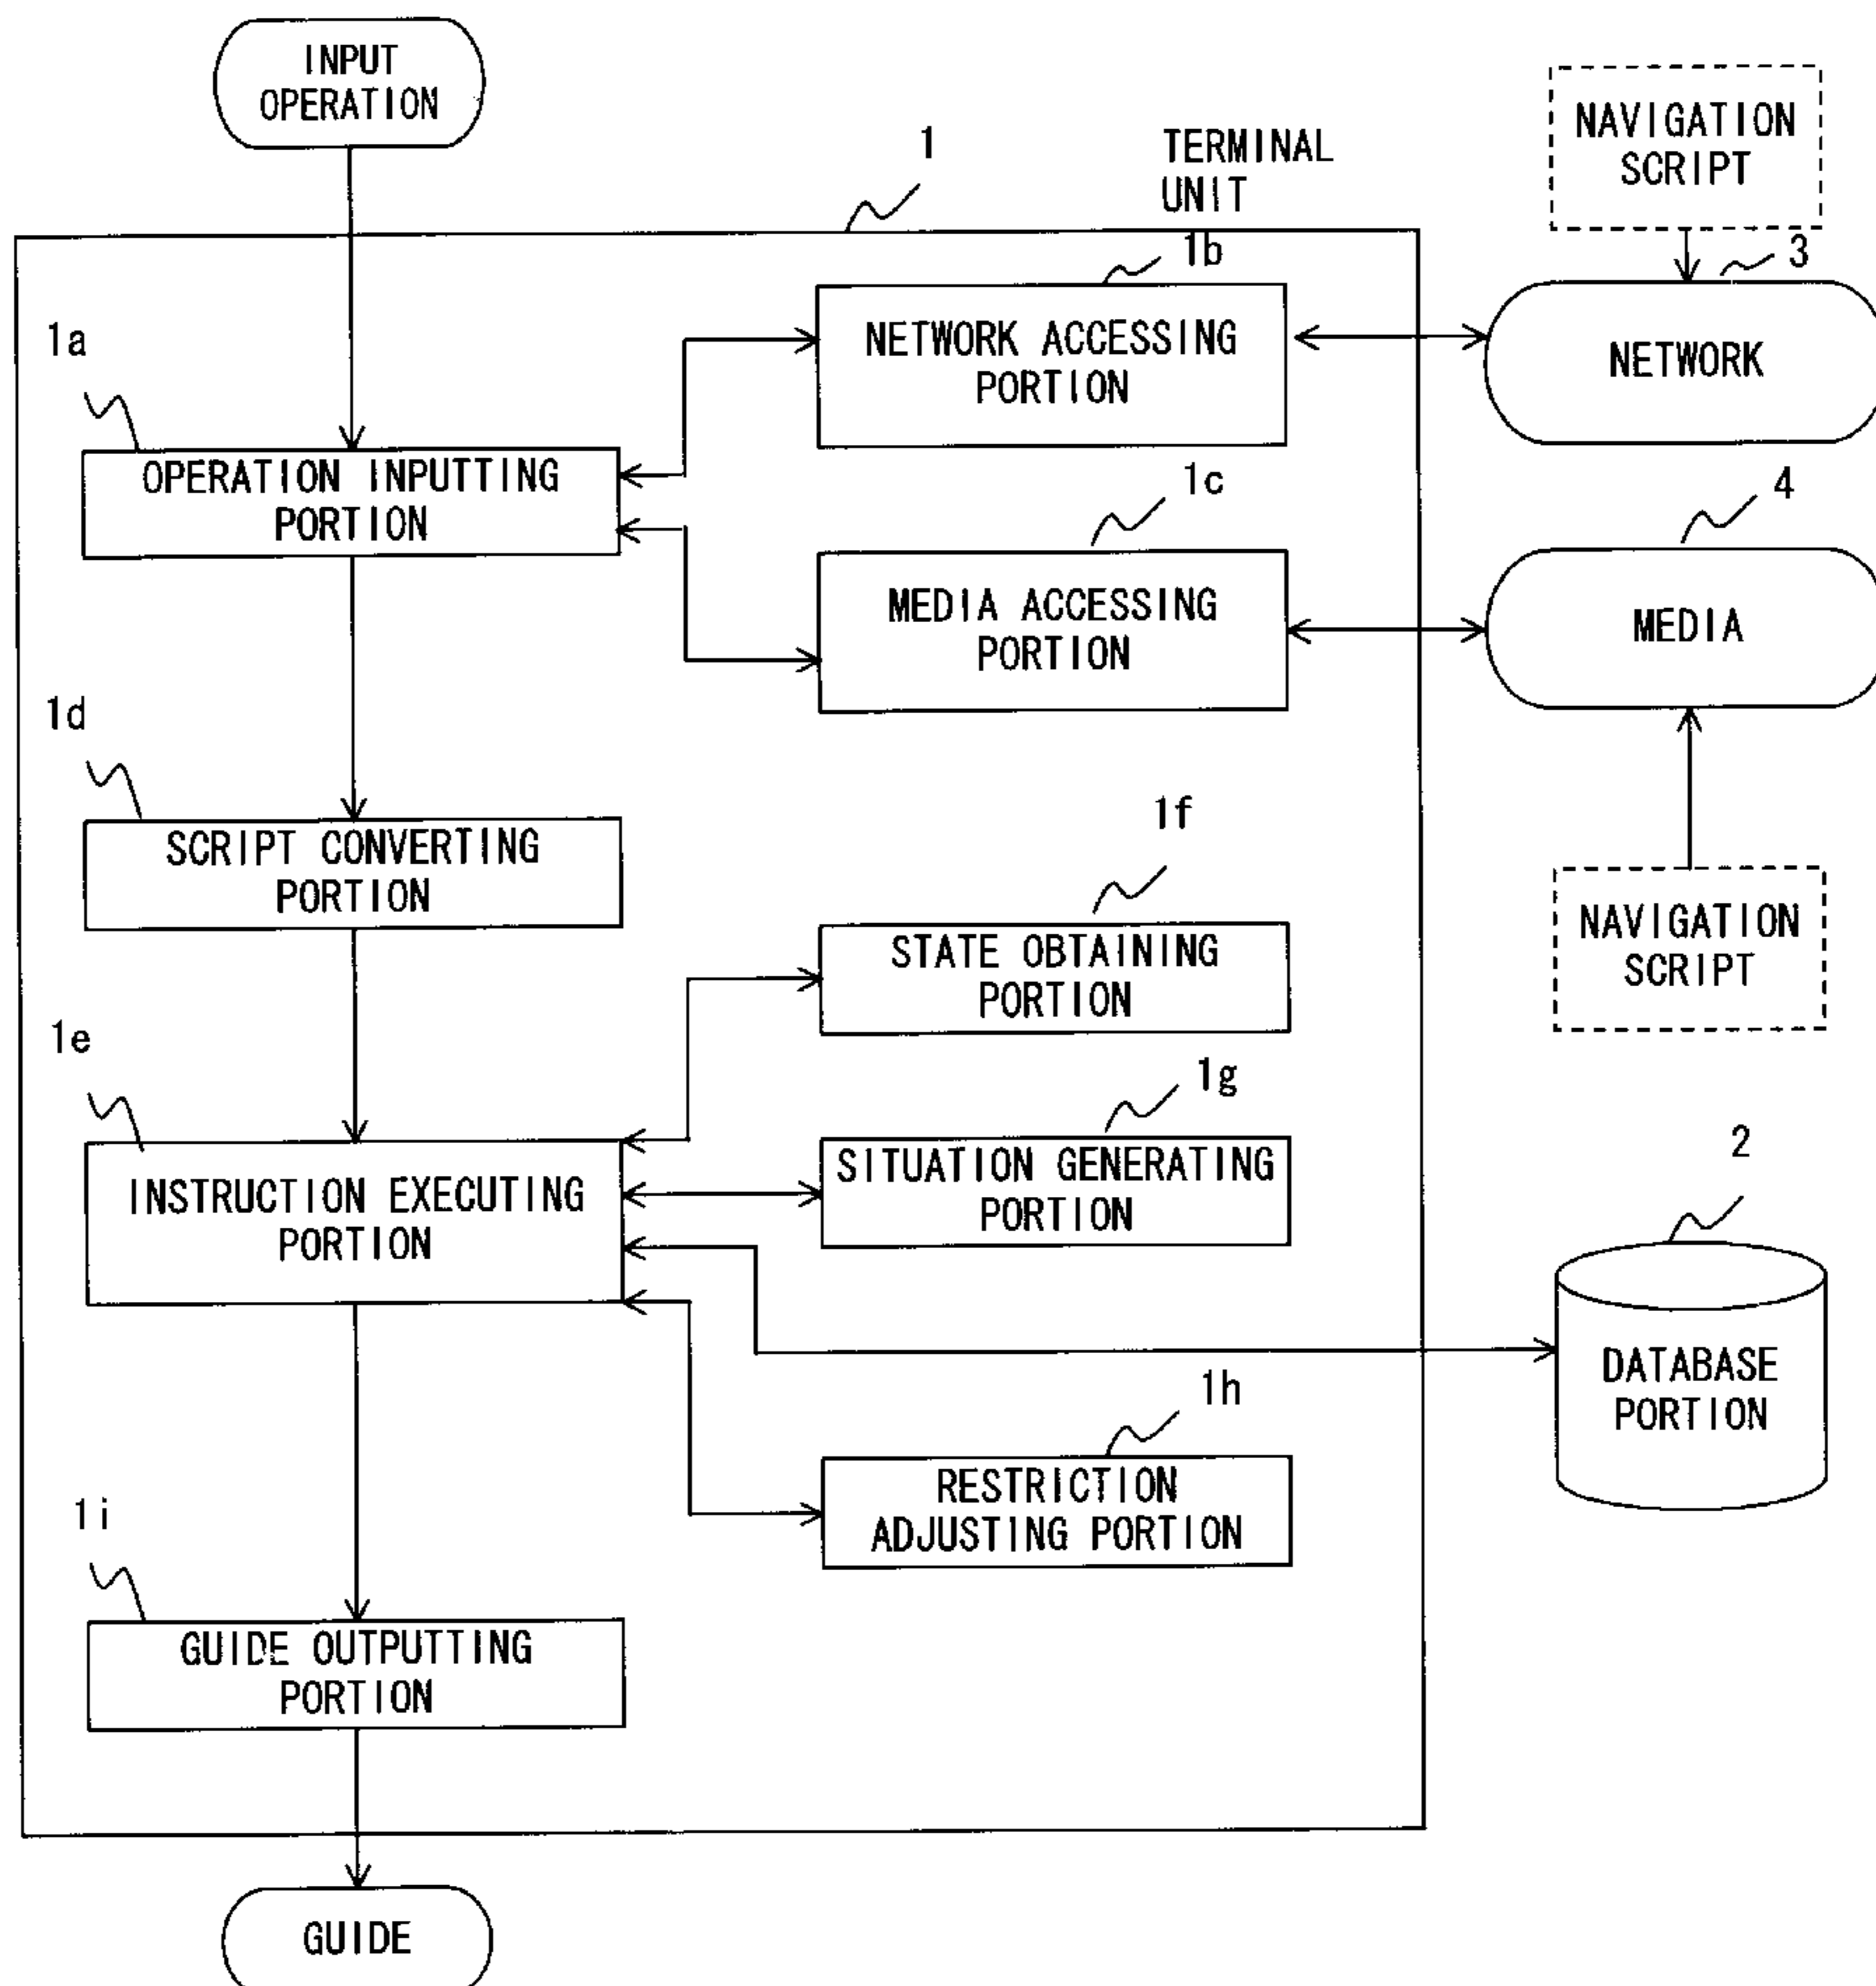 INPUT
OPERATION
1
TERMINAL
UNIT
NAVIGATION
SCRIPT
1b
3
1a
NETWORK ACCESSING
PORTION
NETWORK
OPERATION INPUTTING
PORTION
1c
4
MEDIA ACCESSING
PORTION
MEDIA
1d
SCRIPT CONVERTING
PORTION
1f
STATE OBTAINING
PORTION
NAVIGATION
SCRIPT
1e
1g
INSTRUCTION EXECUTING
PORTION
SITUATION GENERATING
PORTION
2
DATABASE
PORTION
1h
RESTRICTION
ADJUSTING PORTION
1i
GUIDE OUTPUTTING
PORTION
GUIDE